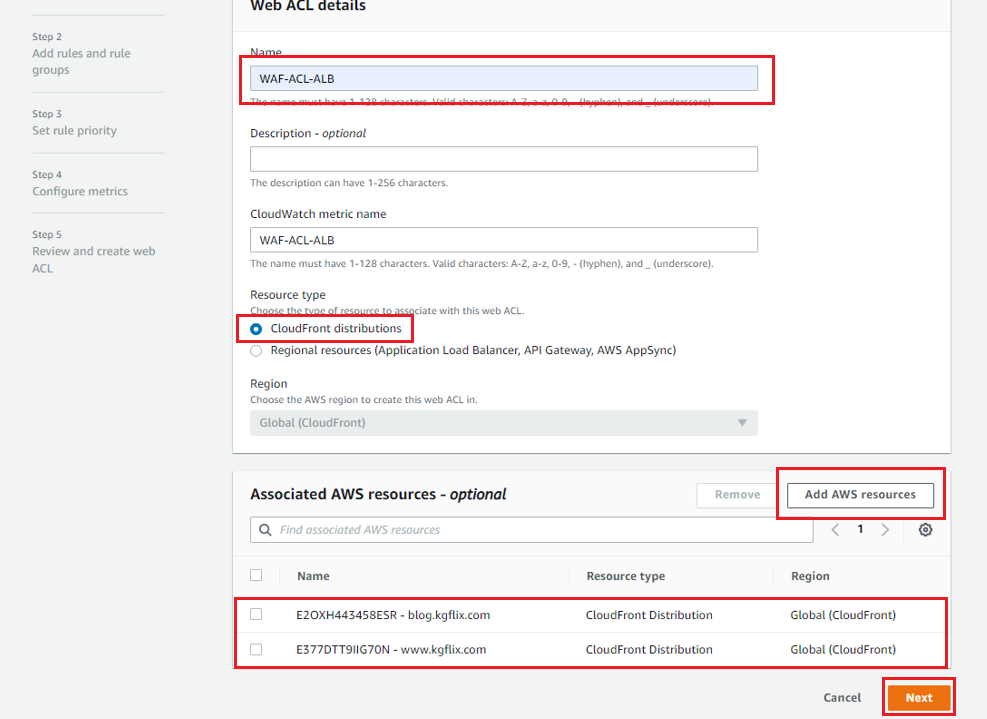 Web ACL details
Step 2
Add rules and rule
groups
Step 3
Set rule priority
Step 4
Configure metrics
Step 5
Review and create web
ACL
Name
WAF-ACL-ALB
The name must have 1-128 characters. Valid characters: A-Z, a-z, 0-9, - (hyphen), and _ (underscore).
Description - optional
The description can have 1-256 characters.
CloudWatch metric name
WAF-ACL-ALB
The name must have 1-128 characters. Valid characters: A-Z, a-z, 0-9, - (hyphen), and _ (underscore).
Resource type
Choose the type of resource to associate with this web ACL.
CloudFront distributions
Regional resources (Application Load Balancer, API Gateway, AWS AppSync)
Region
Choose the AWS region to create this web ACL in.
Global (CloudFront)
Associated AWS resources - optional
Remove
Add AWS resources
Find associated AWS resources
1
Name Resource type Region
E2OXH443458ESR - blog.kgflix.com CloudFront Distribution Global (CloudFront)
E377DTT9IIG70N - www.kgflix.com CloudFront Distribution Global (CloudFront)
Cancel
Next